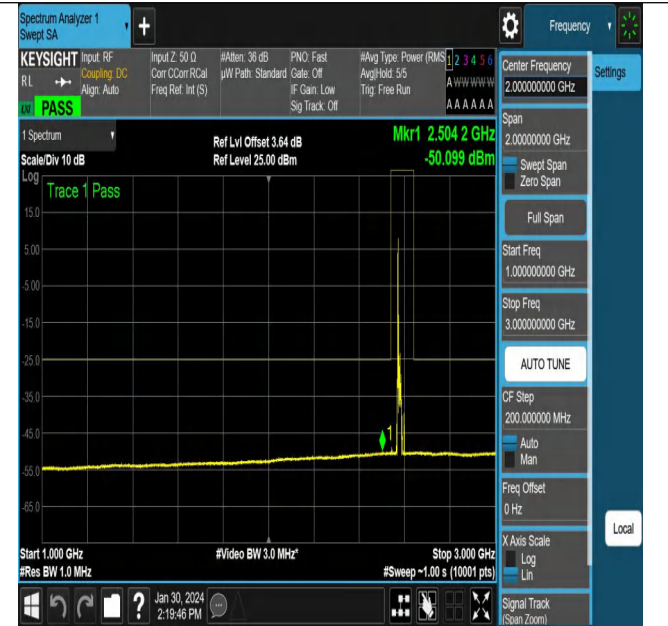 Spectrum Analyzer 1
Swept SA
+
Frequency
KEYSIGHT
RL
LXI PASS
Input: RF
Coupling: DC
Align: Auto
Input Z: 50 Ω
Corr CCorr RCal
Freq Ref: Int (S)
#Atten: 36 dB
µW Path: Standard
PNO: Fast
Gate: Off
IF Gain: Low
Sig Track: Off
#Avg Type: Power (RMS
Avg|Hold: 5/5
Trig: Free Run
1 2 3 4 5 6
A W W W W W
A A A A A A
1 Spectrum
Scale/Div 10 dB
Ref Lvl Offset 3.64 dB
Ref Level 25.00 dBm
Mkr1 2.504 2 GHz
-50.099 dBm
Log
Trace 1 Pass
15.0
5.00
-5.00
-15.0
-25.0
-35.0
-45.0
-55.0
-65.0
1
Start 1.000 GHz
#Res BW 1.0 MHz
#Video BW 3.0 MHz*
Stop 3.000 GHz
#Sweep ~1.00 s (10001 pts)
Center Frequency
2.000000000 GHz
Settings
Span
2.00000000 GHz
Swept Span
Zero Span
Full Span
Start Freq
1.000000000 GHz
Stop Freq
3.000000000 GHz
AUTO TUNE
CF Step
200.000000 MHz
Auto
Man
Freq Offset
0 Hz
X Axis Scale
Log
Lin
Local
Signal Track
(Span Zoom)
?
Jan 30, 2024
2:19:46 PM